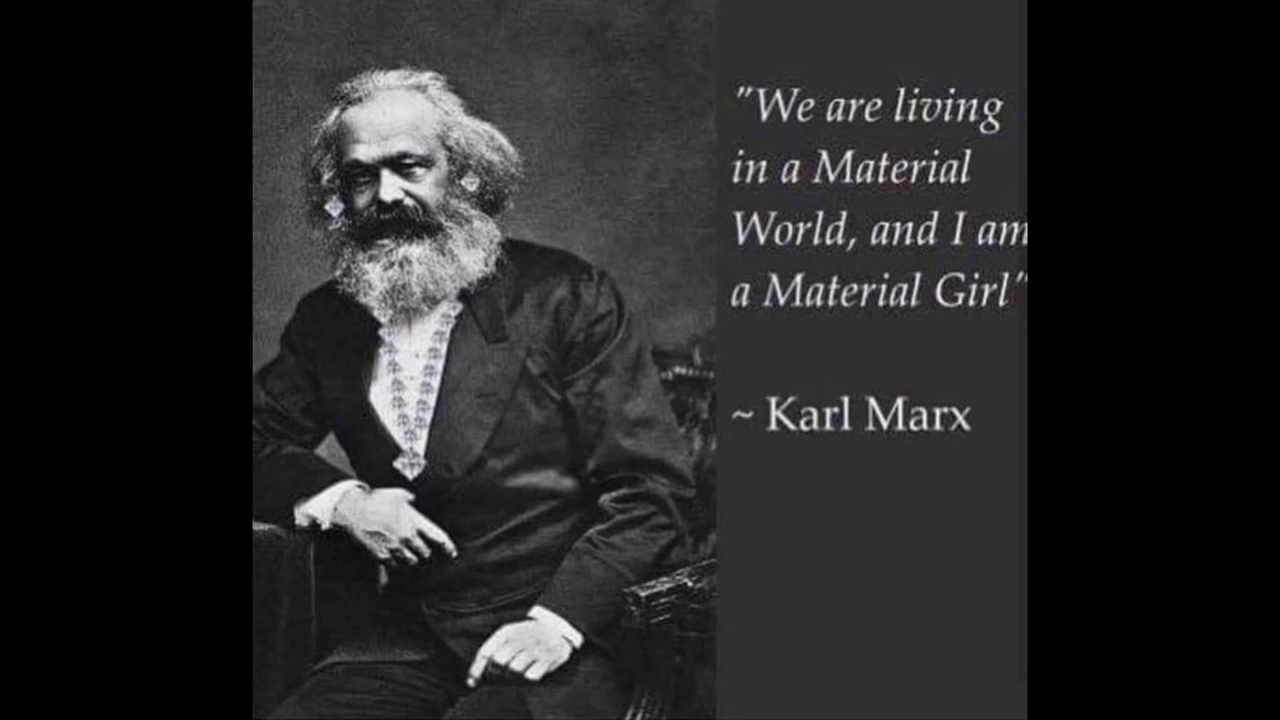 "We are living
in a Material
World, and I am
a Material Girl"
~ Karl Marx